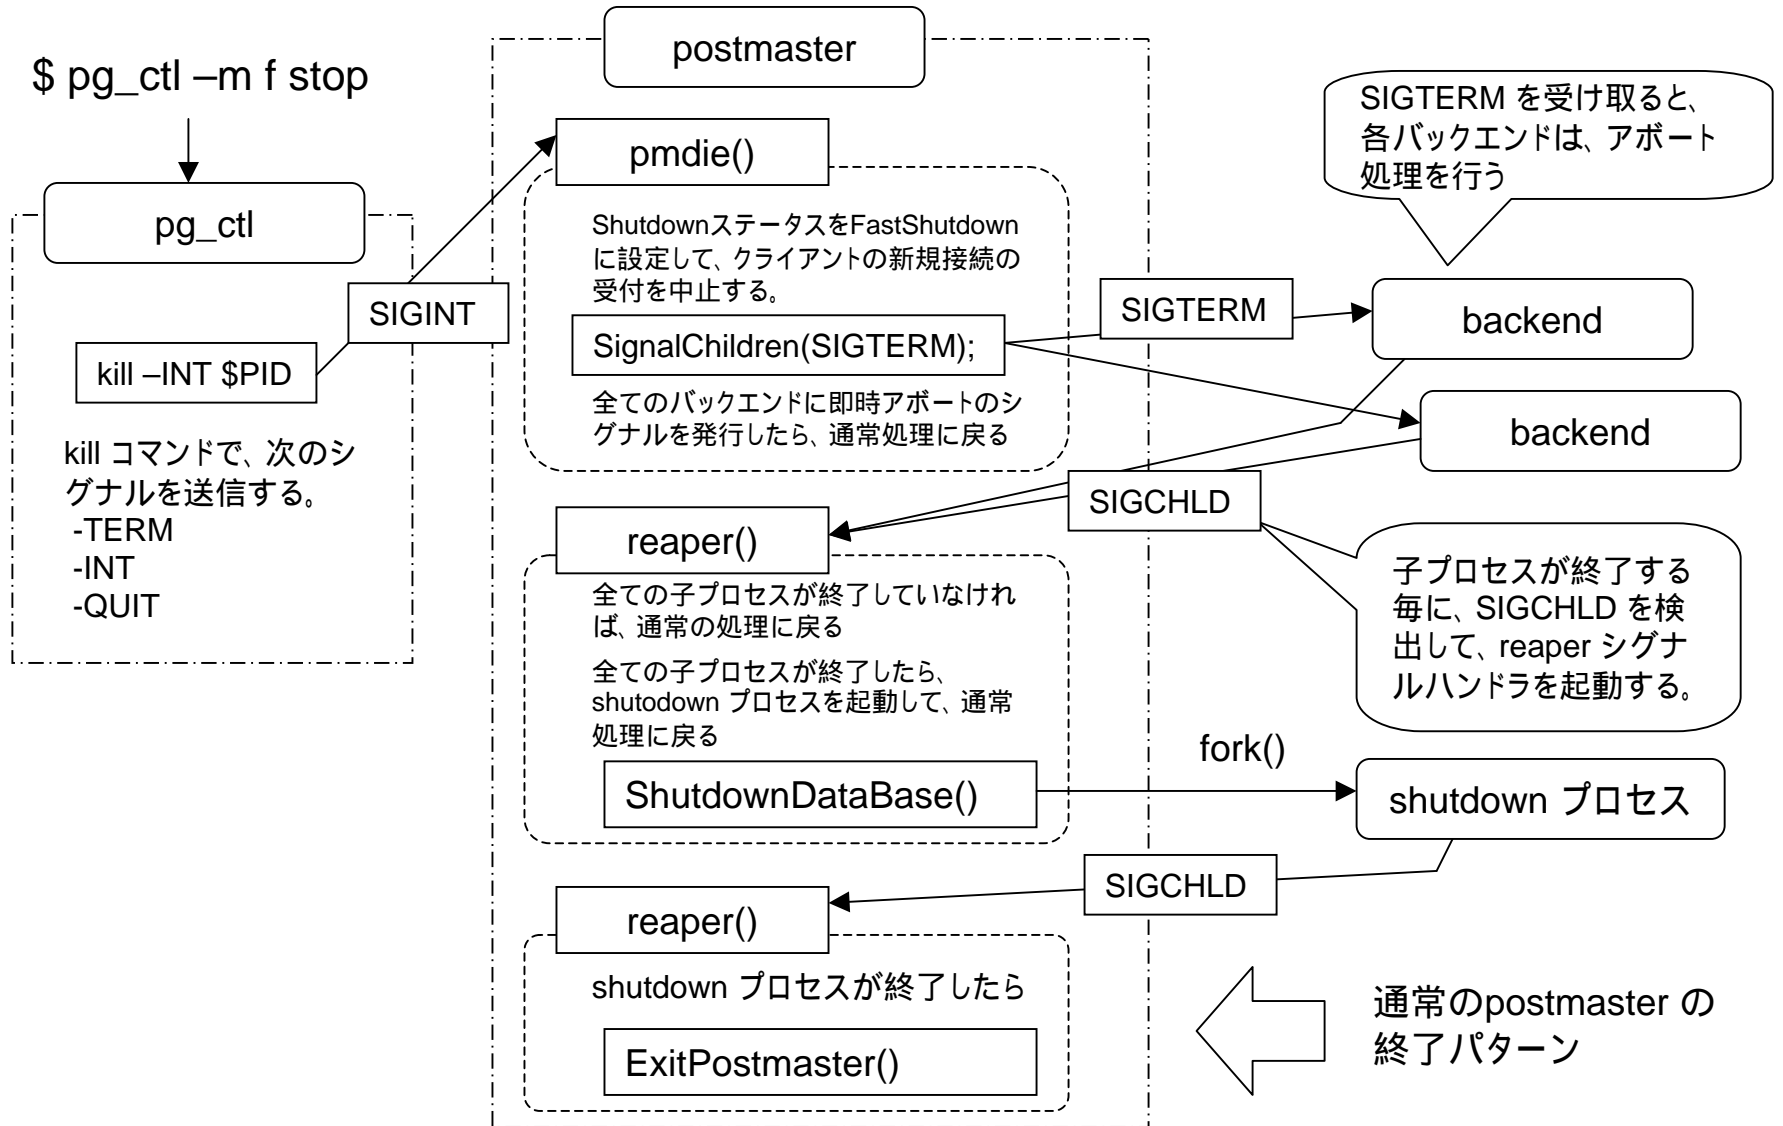 $ pg_ctl –m f stop
pg_ctl
kill –INT $PID
kill コマンドで、次のシ
グナルを送信する。
-TERM
-INT
-QUIT
SIGINT
postmaster
pmdie()
ShutdownステータスをFastShutdown
に設定して、クライアントの新規接続の
受付を中止する。
SignalChildren(SIGTERM);
全てのバックエンドに即時アボートのシ
グナルを発行したら、通常処理に戻る
SIGTERM
SIGTERM を受け取ると、
各バックエンドは、アボート
処理を行う
backend
backend
SIGCHLD
reaper()
全ての子プロセスが終了していなけれ
ば、通常の処理に戻る
全ての子プロセスが終了したら、
shutodown プロセスを起動して、通常
処理に戻る
ShutdownDataBase()
子プロセスが終了する
毎に、SIGCHLD を検
出して、reaper シグナ
ルハンドラを起動する。
fork()
shutdown プロセス
SIGCHLD
reaper()
shutdown プロセスが終了したら
ExitPostmaster()
通常のpostmaster の
終了パターン